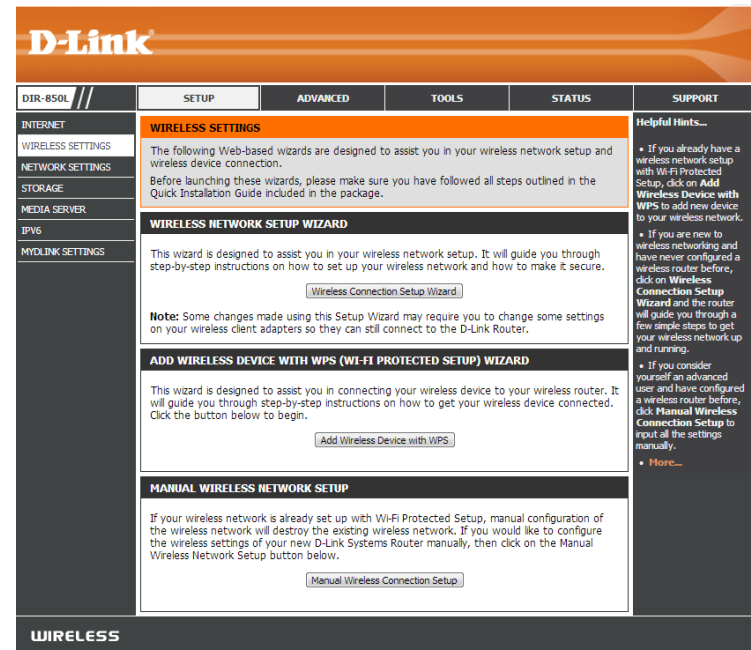 D-Link
DIR-850L // SETUP ADVANCED TOOLS STATUS SUPPORT
INTERNET
WIRELESS SETTINGS
NETWORK SETTINGS
STORAGE
MEDIA SERVER
IPV6
MYDLINK SETTINGS
WIRELESS SETTINGS
The following Web-based wizards are designed to assist you in your wireless network setup and
wireless device connection.
Before launching these wizards, please make sure you have followed all steps outlined in the
Quick Installation Guide included in the package.
WIRELESS NETWORK SETUP WIZARD
This wizard is designed to assist you in your wireless network setup. It will guide you through
step-by-step instructions on how to set up your wireless network and how to make it secure.
Wireless Connection Setup Wizard
Note: Some changes made using this Setup Wizard may require you to change some settings
on your wireless client adapters so they can still connect to the D-Link Router.
ADD WIRELESS DEVICE WITH WPS (WI-FI PROTECTED SETUP) WIZARD
This wizard is designed to assist you in connecting your wireless device to your wireless router. It
will guide you through step-by-step instructions on how to get your wireless device connected.
Click the button below to begin.
Add Wireless Device with WPS
MANUAL WIRELESS NETWORK SETUP
If your wireless network is already set up with Wi-Fi Protected Setup, manual configuration of
the wireless network will destroy the existing wireless network. If you would like to configure
the wireless settings of your new D-Link Systems Router manually, then click on the Manual
Wireless Network Setup button below.
Manual Wireless Connection Setup
Helpful Hints...
• If you already have a
wireless network setup
with Wi-Fi Protected
Setup, click on Add
Wireless Device with
WPS to add new device
to your wireless network.
• If you are new to
wireless networking and
have never configured a
wireless router before,
click on Wireless
Connection Setup
Wizard and the router
will guide you through a
few simple steps to get
your wireless network up
and running.
• If you consider
yourself an advanced
user and have configured
a wireless router before,
click Manual Wireless
Connection Setup to
input all the settings
manually.
• More...
WIRELESS